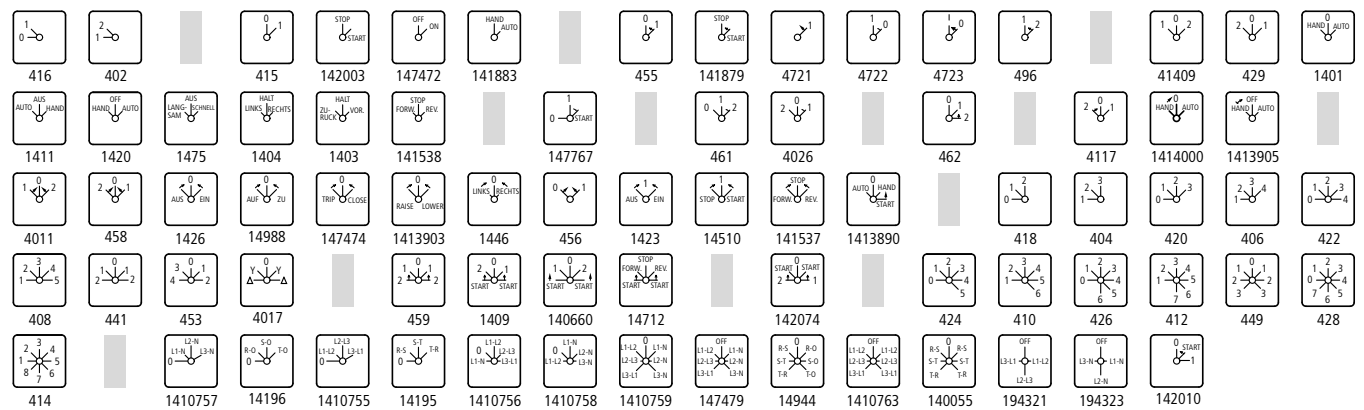 1 0
2 1
0 1
STOP START
OFF ON
HAND AUTO
0 1
STOP START
1
1 0
I 0
1 2
1 0 2
2 0 1
HAND 0 AUTO
416 402 415 142003 147472 141883 455 141879 4721 4722 4723 496 41409 429 1401
AUTO AUS HAND
HAND OFF AUTO
LANG- SAM AUS SCHNELL
LINKS HALT RECHTS
ZU- RÜCK HALT VOR.
FORW. STOP REV.
0 1 START
0 1 2
2 0 1
0 1 2
2 0 1
HAND 0 AUTO
HAND OFF AUTO
1411 1420 1475 1404 1403 141538 147767 461 4026 462 4117 1414000 1413905
1 0 2
2 0 1
AUS 0 EIN
AUF 0 ZU
TRIP 0 CLOSE
RAISE 0 LOWER
LINKS 0 RECHTS
0 1
AUS 1 EIN
STOP 1 START
FORW. STOP REV.
AUTO 0 HAND START
0 1 2
1 2 3
0 1 2 3
1 2 3 4
0 1 2 3 4
4011 458 1426 14988 147474 1413903 1446 456 1423 14510 141537 1413890 418 404 420 406 422
1 2 3 4 5
2 1 0 1 2
4 3 0 1 2
Δ Y 0 Y Δ
2 1 0 1 2
START 1 0 2 START
START 1 0 2 START
START FORW. STOP REV. START
2 START 0 START 1
0 1 2 3 4 5
1 2 3 4 5 6
0 1 2 3 4 5 6
1 2 3 4 5 6 7
3 2 1 0 1 2 3
0 1 2 3 4 5 6 7
408 441 453 4017 459 1409 140660 14712 142074 424 410 426 412 449 428
1 2 3 4 5 6 7 8
0 L1-N L2-N L3-N
0 R-O S-O T-O
0 L1-L2 L2-L3 L3-L1
0 R-S S-T T-R
0 L1-N L1-L2 L2-L3 L3-L1
0 L1-L2 L1-N L2-N L3-N
0 L1-L2 L2-L3 L3-L1 L1-N L2-N L3-N
OFF L1-L2 L2-L3 L3-L1 L1-N L2-N L3-N
0 R-S S-T T-R R-O S-O T-O
OFF L1-L2 L2-L3 L3-L1 L1-L2 L2-L3 L3-L1
0 R-S S-T T-R R-S S-T T-R
OFF L3-L1 L1-L2 L2-L3
OFF L3-N L1-N L2-N
0 START 1
414 1410757 14196 1410755 14195 1410756 1410758 1410759 147479 14944 1410763 140055 194321 194323 142010